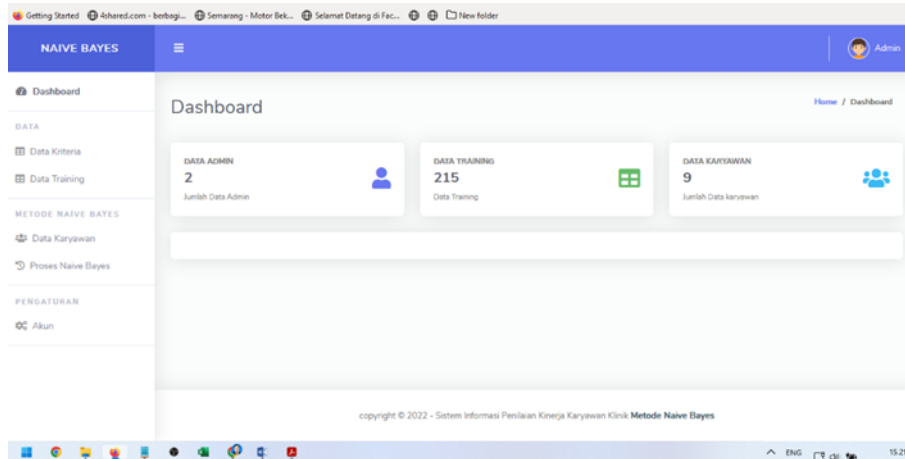 Getting Started 4shared.com - berbagi... Semarang - Motor Bek... Selamat Datang di Fac... New folder
NAIVE BAYES
Admin
Dashboard
DATA
Data Kriteria
Data Training
METODE NAIVE BAYES
Data Karyawan
Proses Naive Bayes
PENGATURAN
Akun
Dashboard
Home / Dashboard
DATA ADMIN
2
Jumlah Data Admin
DATA TRAINING
215
Data Training
DATA KARYAWAN
9
Jumlah Data karyawan
copyright © 2022 - Sistem Informasi Penilaian Kinerja Karyawan Klinik Metode Naive Bayes
ENG
15.21